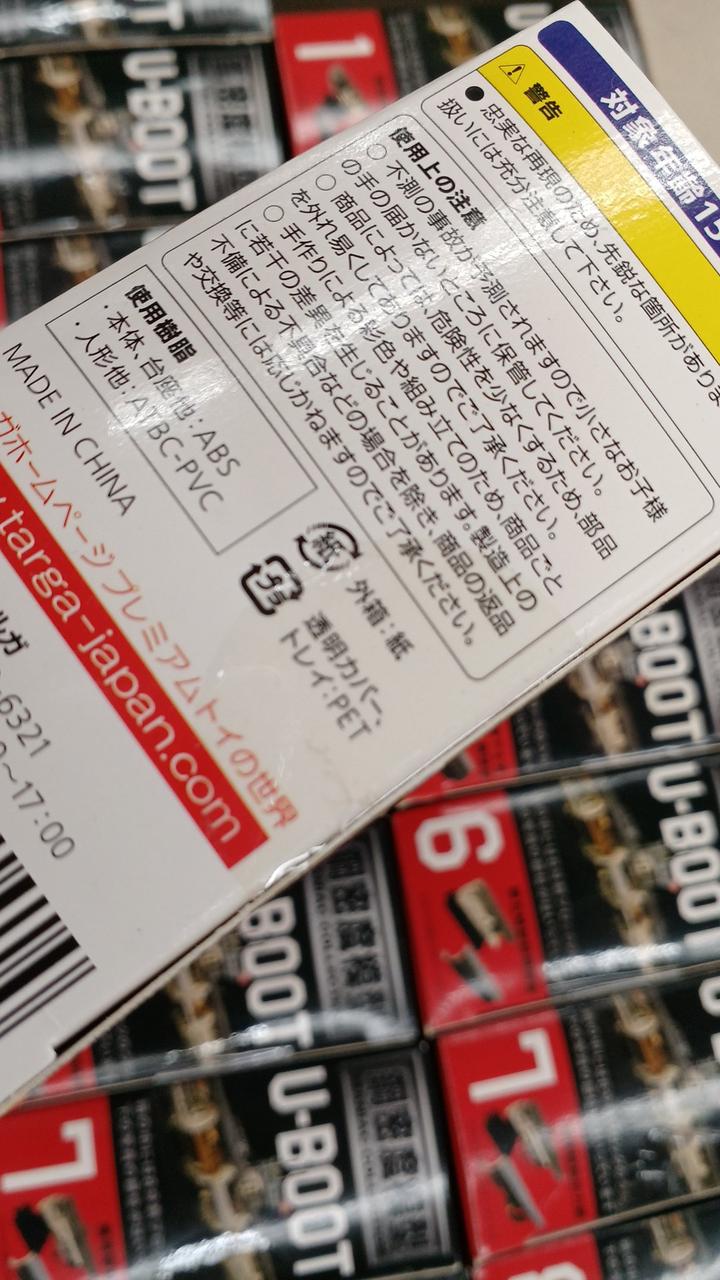 対象年齢15
警告
●忠実な再現のため、先鋭な箇所がありま
扱いには充分注意して下さい。
使用上の注意
○不測の事故が予測されますので小さなお子様
の手の届かないところに保管してください。
○商品によっては、危険性を少なくするため、部品
を外れ易くしてありますのでご了承ください。
○手作りによる彩色や組み立てのため、商品ごと
に若干の差異を生じることがあります。製造上の
不備による不具合などの場合を除き、商品の返品
や交換等には応じかねますのでご了承ください。
使用樹脂
・本体、台座他:ABS
・人形他:ATBC-PVC
MADE IN CHINA
紙
外箱:紙
プラ
透明カバー、
トレイ:PET
ガホームページ プレミアムトイの世界
targa-japan.com
ルガ
6321
~17:00
U-BOOT
1
BOOT
6
U-BOOT
BOOT
7
U-BOOT
7